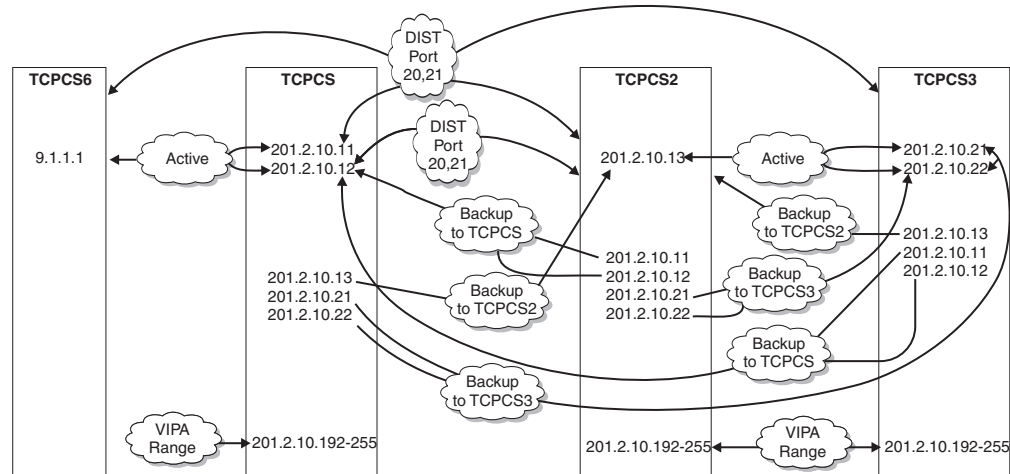 DIST
Port
20,21
TCPCS6
TCPCS
TCPCS2
TCPCS3
DIST
Port
20,21
9.1.1.1
Active
201.2.10.11
201.2.10.12
201.2.10.13
Active
201.2.10.21
201.2.10.22
Backup
to TCPCS
Backup
to TCPCS2
201.2.10.13
201.2.10.11
201.2.10.12
201.2.10.11
201.2.10.12
201.2.10.21
201.2.10.22
Backup
to TCPCS3
201.2.10.13
201.2.10.21
201.2.10.22
Backup
to TCPCS2
Backup
to TCPCS
Backup
to TCPCS3
VIPA
Range
201.2.10.192-255
201.2.10.192-255
VIPA
Range
201.2.10.192-255